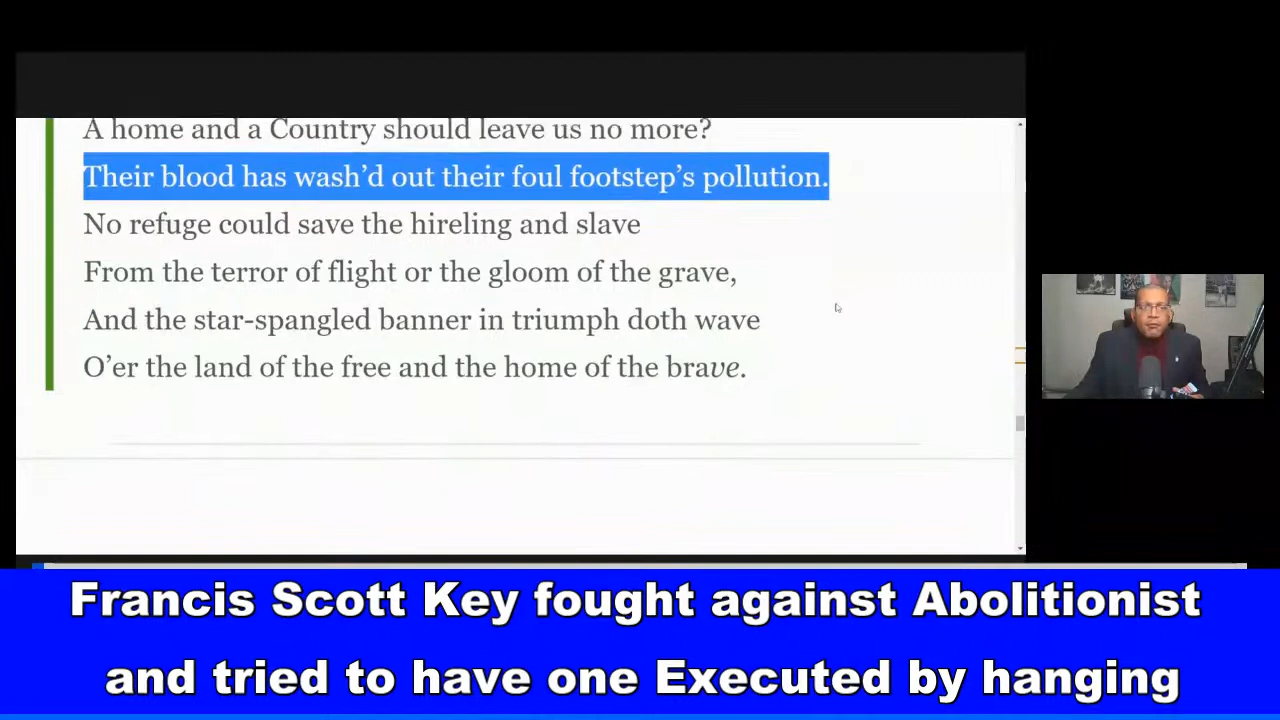 A home and a Country should leave us no more?
Their blood has wash’d out their foul footstep’s pollution.
No refuge could save the hireling and slave
From the terror of flight or the gloom of the grave,
And the star-spangled banner in triumph doth wave
O’er the land of the free and the home of the brave.
Francis Scott Key fought against Abolitionist
and tried to have one Executed by hanging